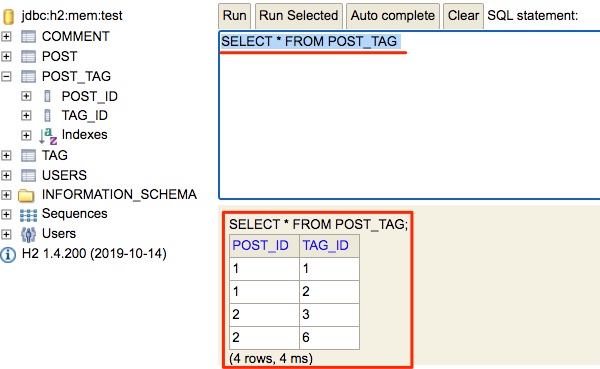 jdbc:h2:mem:test
COMMENT
POST
POST_TAG
POST_ID
TAG_ID
Indexes
TAG
USERS
INFORMATION_SCHEMA
Sequences
Users
H2 1.4.200 (2019-10-14)
Run Run Selected Auto complete Clear SQL statement:
SELECT * FROM POST_TAG
SELECT * FROM POST_TAG;
POST_ID TAG_ID
1 1
1 2
2 3
2 6
(4 rows, 4 ms)